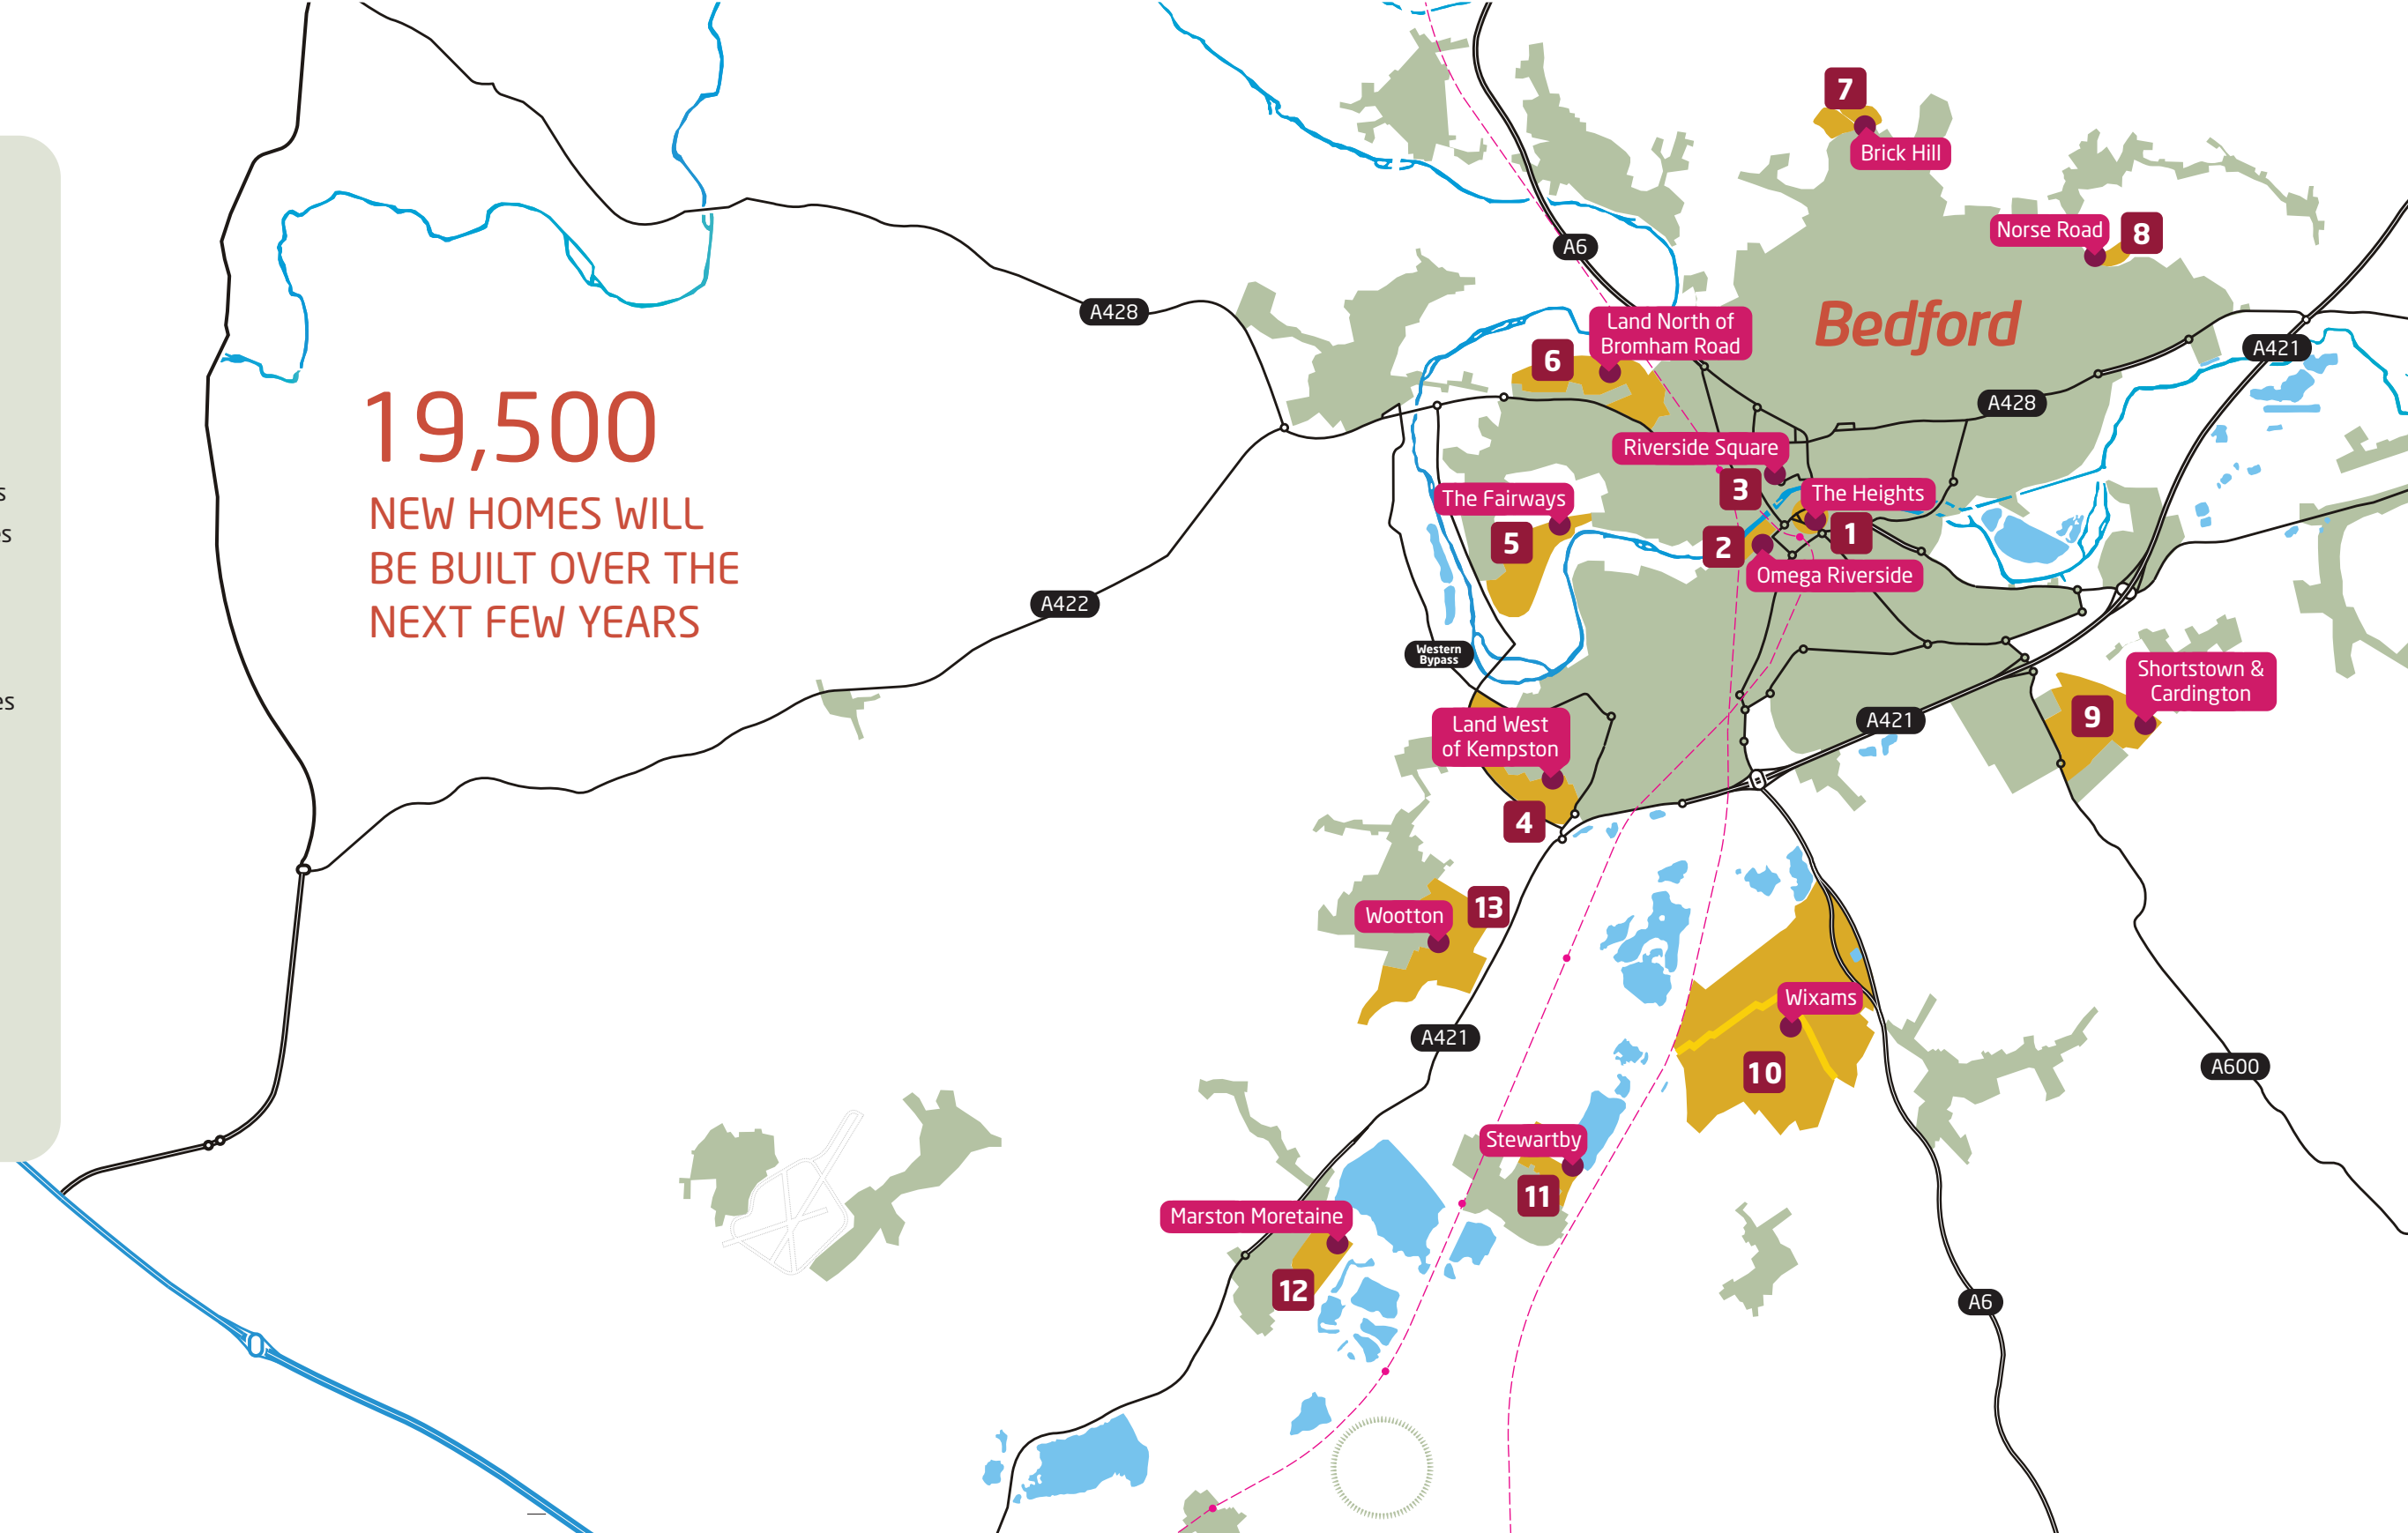 7
Brick Hill
Norse Road
8
A6
Bedford
Land North of
Bromham Road
6
A421
A428
A428
19,500
NEW HOMES WILL
BE BUILT OVER THE
NEXT FEW YEARS
s
es
es
Riverside Square
3
The Heights
1
The Fairways
5
2
Omega Riverside
A422
Western
Bypass
Shortstown &
Cardington
9
A421
Land West
of Kempston
4
Wootton
13
Wixams
10
A421
A600
Stewartby
11
Marston Moretaine
12
A6